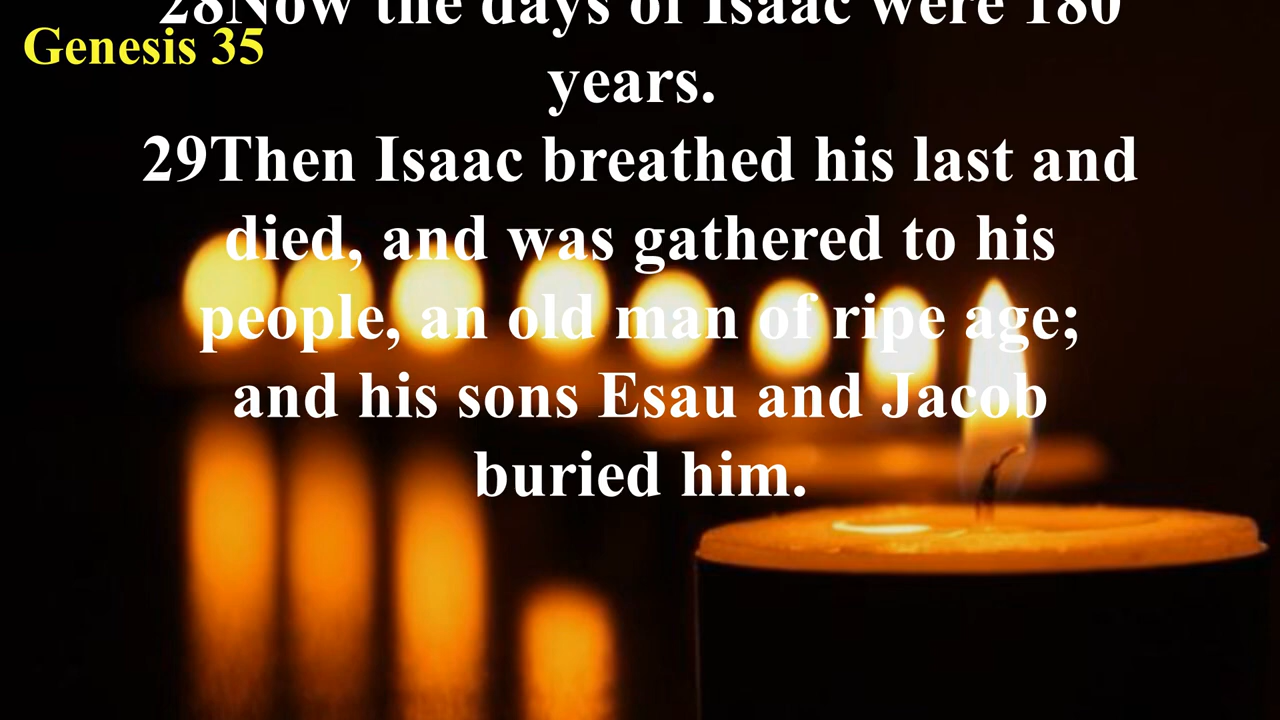 Genesis 35
28Now the days of Isaac were 180
years.
29Then Isaac breathed his last and
died, and was gathered to his
people, an old man of ripe age;
and his sons Esau and Jacob
buried him.